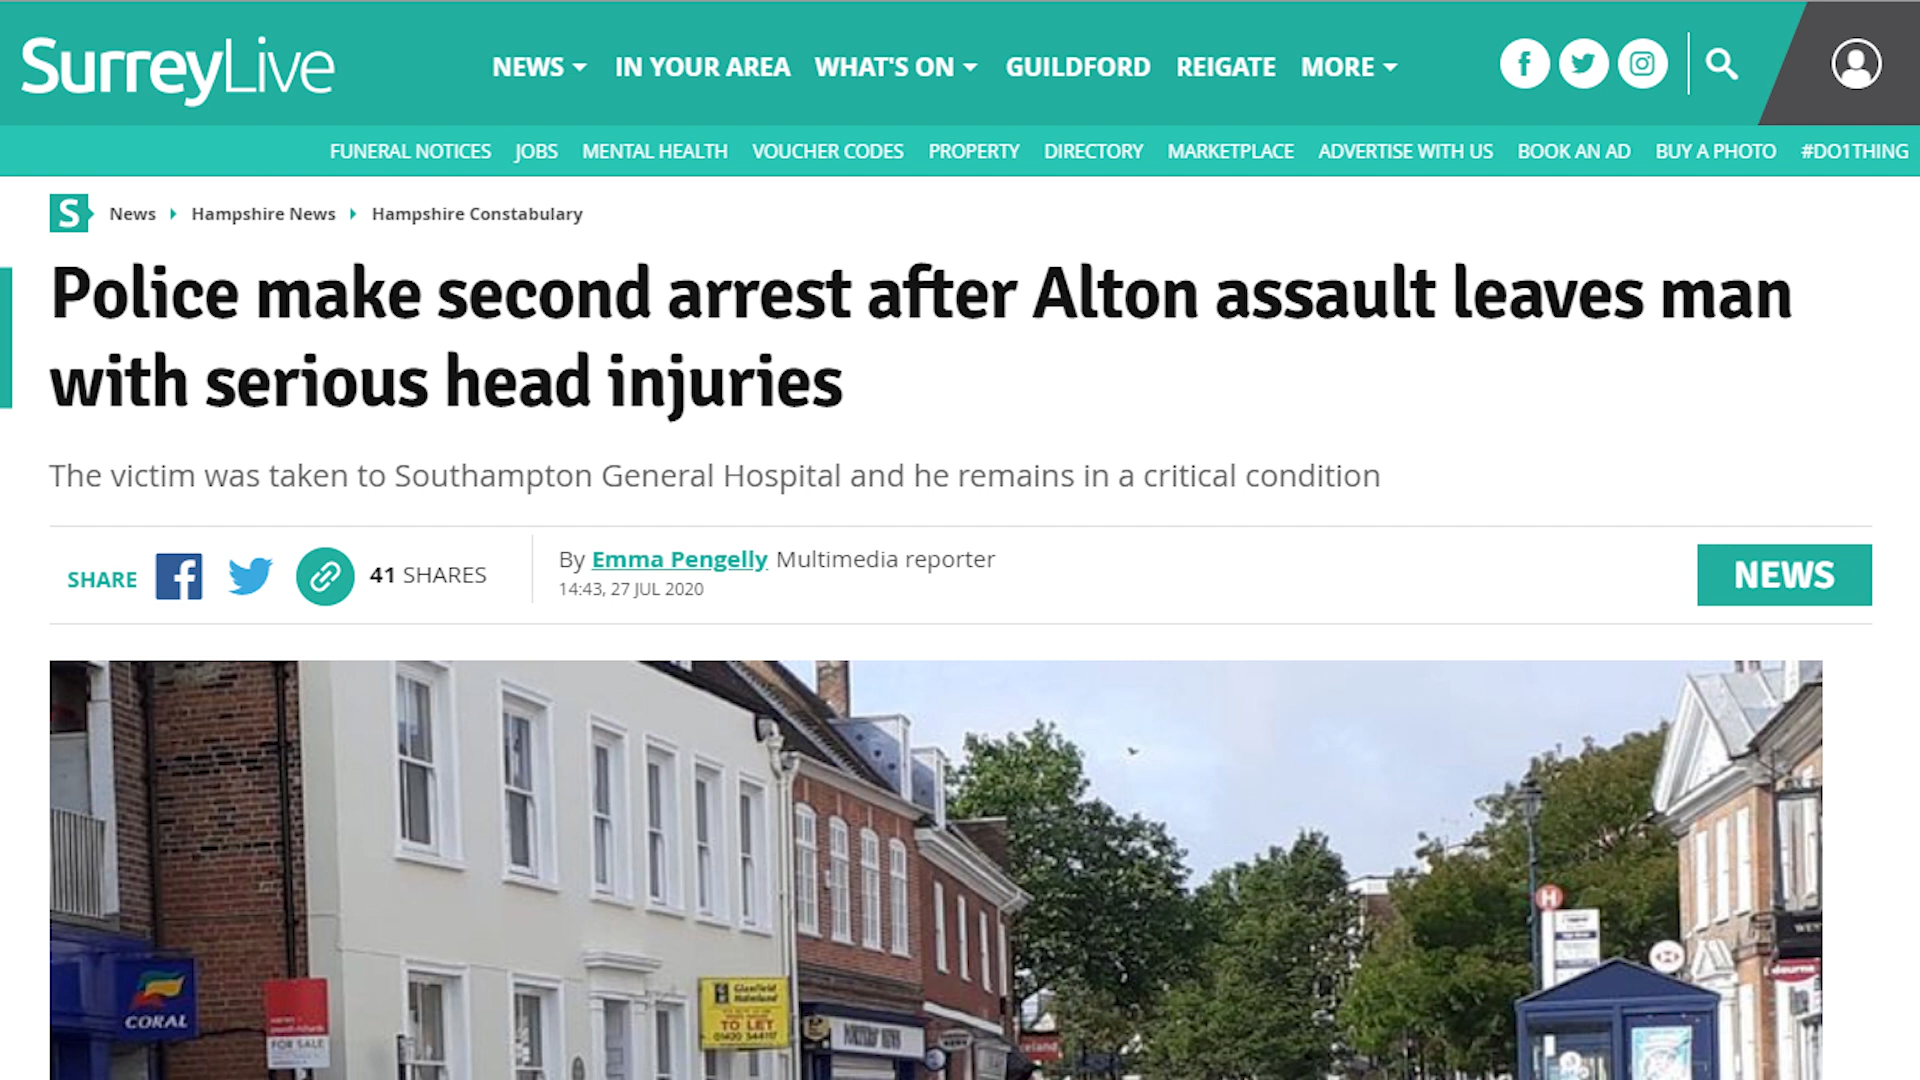 SurreyLive
NEWS IN YOUR AREA WHAT'S ON GUILDFORD REIGATE MORE
FUNERAL NOTICES JOBS MENTAL HEALTH VOUCHER CODES PROPERTY DIRECTORY MARKETPLACE ADVERTISE WITH US BOOK AN AD BUY A PHOTO #DO1THING
S News Hampshire News Hampshire Constabulary
Police make second arrest after Alton assault leaves man
with serious head injuries
The victim was taken to Southampton General Hospital and he remains in a critical condition
SHARE 41 SHARES
By Emma Pengelly Multimedia reporter
14:43, 27 JUL 2020
NEWS
H
CORAL
FOR SALE
TO LET
NEWS